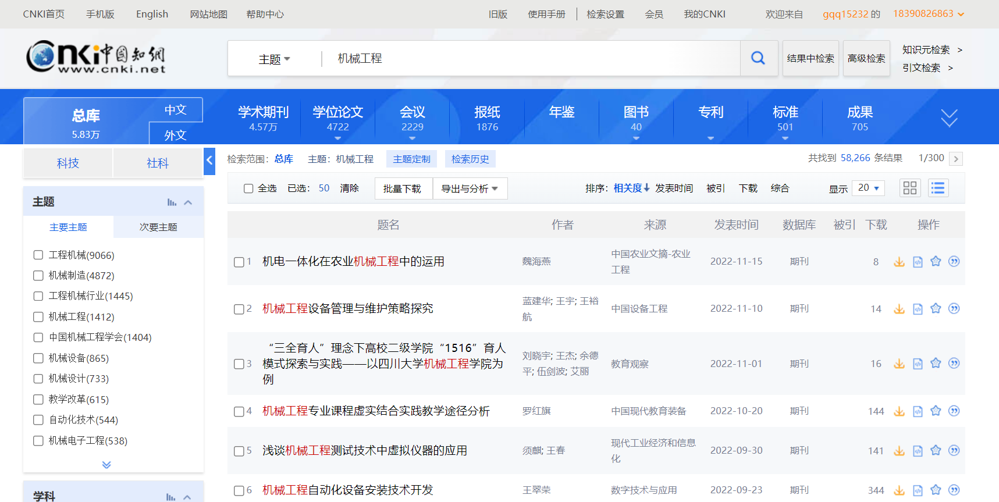 CNKI首页 手机版 English 网站地图 帮助中心 旧版 使用手册 检索设置 会员 我的CNKI 欢迎来自 gqq15232 的 18390826863
cnki中国知网
www.cnki.net
主题 机械工程 结果中检索 高级检索
知识元检索 >
引文检索 >
总库
5.83万
中文
外文
学术期刊 学位论文 会议 报纸 年鉴 图书 专利 标准 成果
4.57万 4722 2229 1876 40 501 705
科技 社科
检索范围：总库 主题：机械工程 主题定制 检索历史 共找到 58,266 条结果 1/300 >
全选 已选：50 清除 批量下载 导出与分析 排序：相关度 发表时间 被引 下载 综合 显示 20
主题
主要主题 次要主题
工程机械(9066)
机械制造(4872)
工程机械行业(1445)
机械工程(1412)
中国机械工程学会(1404)
机械设备(865)
机械设计(733)
教学改革(615)
自动化技术(544)
机械电子工程(538)
学科
题名 作者 来源 发表时间 数据库 被引 下载 操作
1 机电一体化在农业机械工程中的运用 魏海燕 中国农业文摘-农业
工程 2022-11-15 期刊 8
2 机械工程设备管理与维护策略探究 蓝建华; 王宇; 王裕
航 中国设备工程 2022-11-10 期刊 14
3 “三全育人”理念下高校二级学院“1516”育人
模式探索与实践——以四川大学机械工程学院为
例 刘晓宇; 王杰; 余德
平; 伍剑波; 艾丽 教育观察 2022-11-01 期刊 16
4 机械工程专业课程虚实结合实践教学途径分析 罗红旗 中国现代教育装备 2022-10-20 期刊 144
5 浅谈机械工程测试技术中虚拟仪器的应用 须麒; 王春 现代工业经济和信息
化 2022-09-30 期刊 141
6 机械工程自动化设备安装技术开发 王翠荣 数字技术与应用 2022-09-23 期刊 344